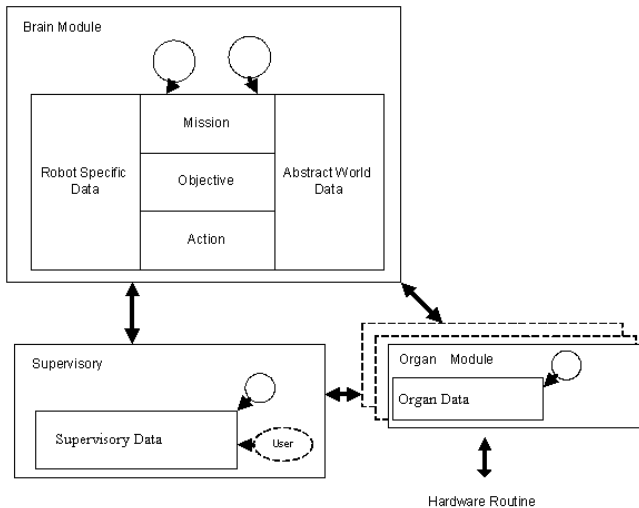 Brain Module
Mission
Robot Specific
Data
Objective
Abstract World
Data
Action
Supervisory
Supervisory Data
User
Organ Module
Organ Data
Hardware Routine